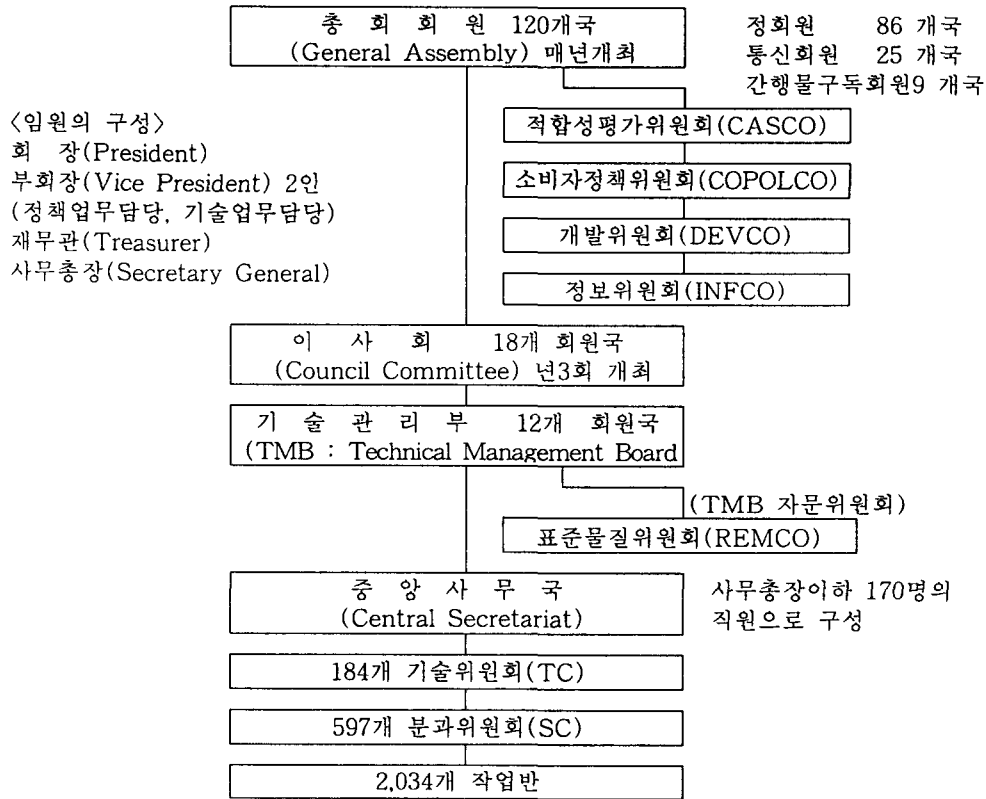 총 회 회 원 120개국
(General Assembly) 매년개최
정회원 86 개국
통신회원 25 개국
간행물구독회원9 개국
<임원의 구성>
회 장(President)
부회장(Vice President) 2인
(정책업무담당, 기술업무담당)
재무관(Treasurer)
사무총장(Secretary General)
적합성평가위원회(CASCO)
소비자정책위원회(COPOLCO)
개발위원회(DEVCO)
정보위원회(INFCO)
이 사 회 18개 회원국
(Council Committee) 년3회 개최
기 술 관 리 부 12개 회원국
(TMB : Technical Management Board
(TMB 자문위원회)
표준물질위원회(REMCO)
중 앙 사 무 국
(Central Secretariat)
사무총장이하 170명의
직원으로 구성
184개 기술위원회(TC)
597개 분과위원회(SC)
2,034개 작업반